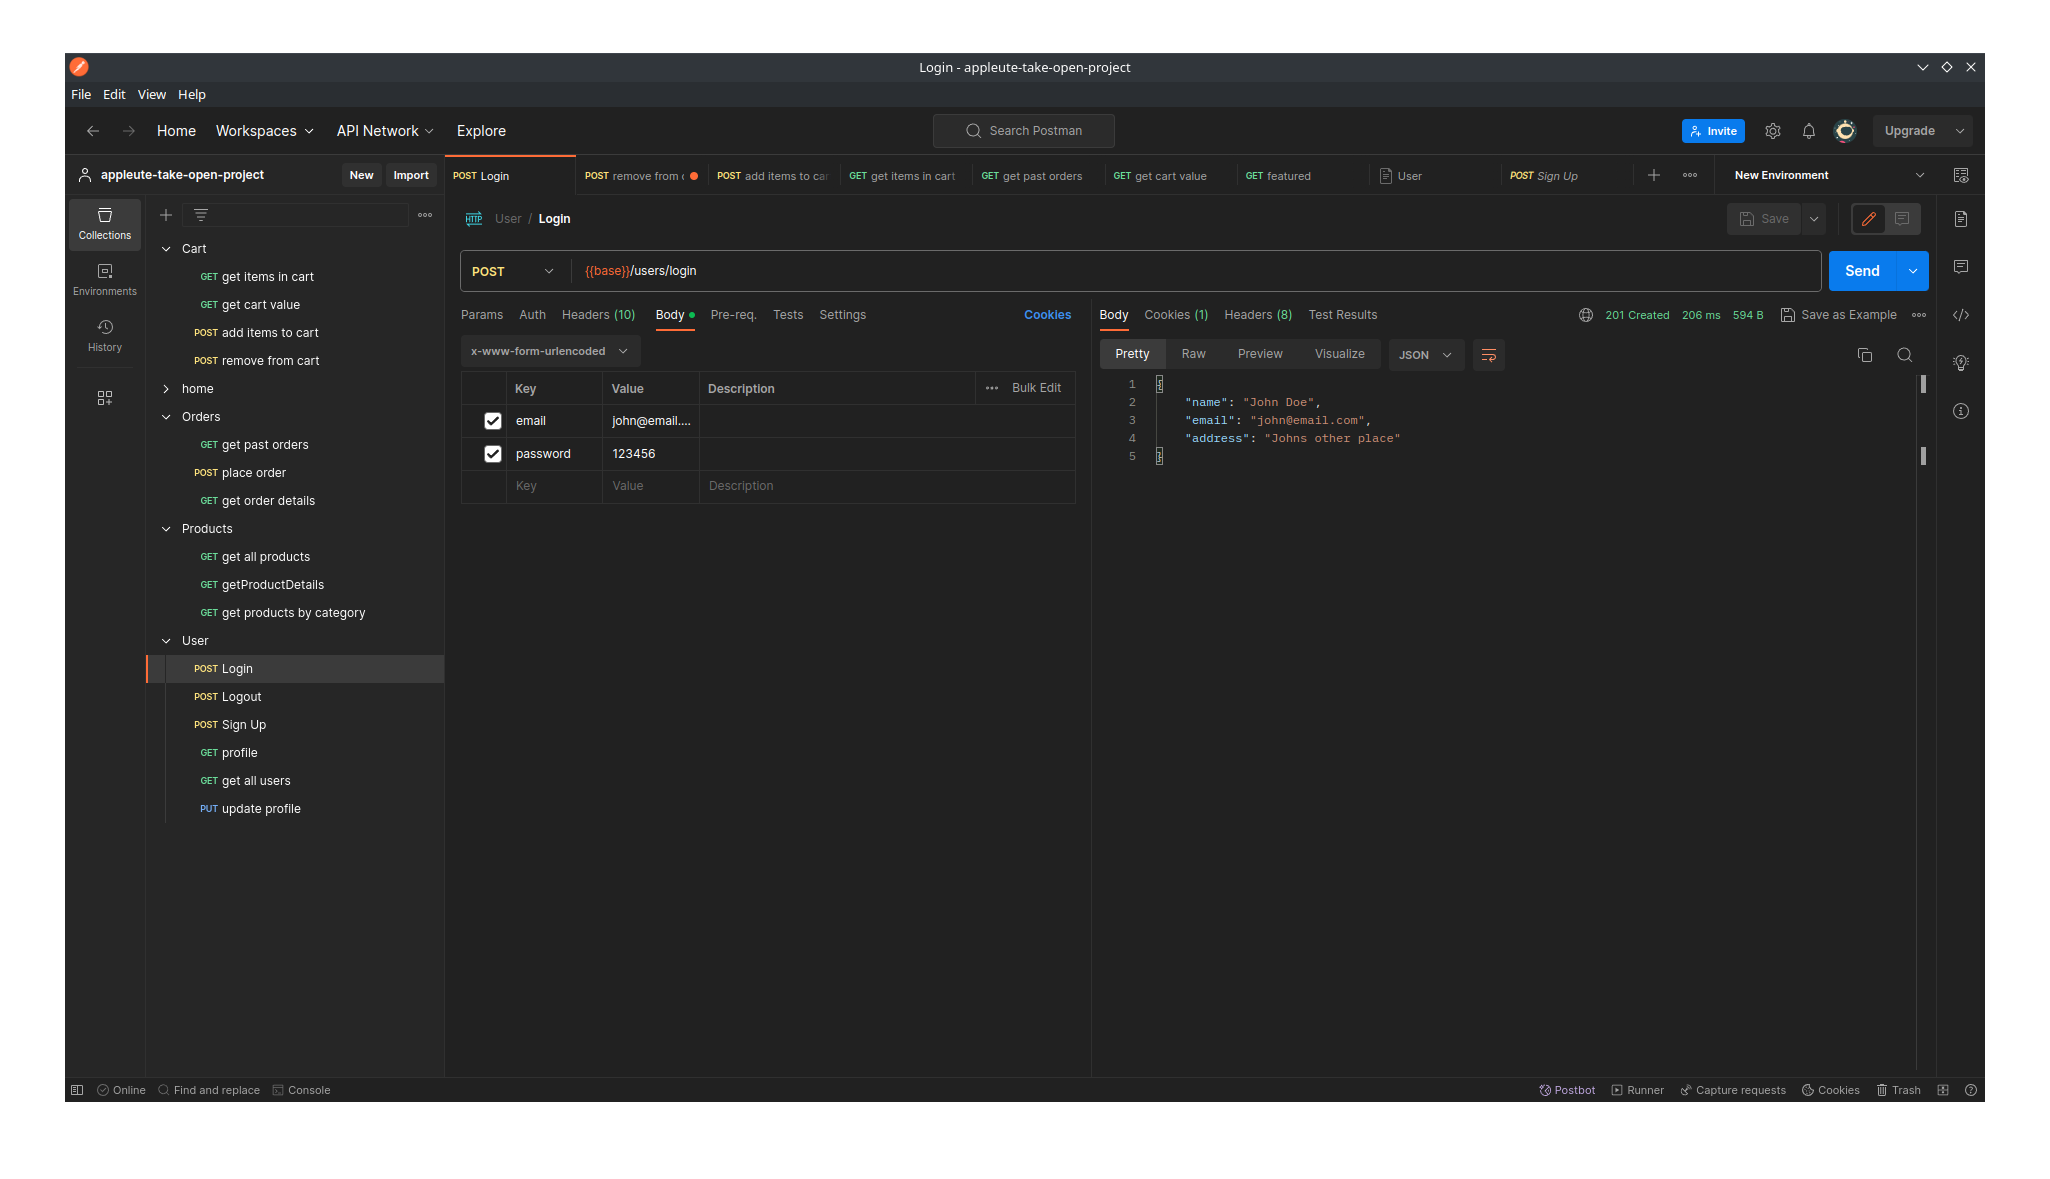 Login - appleute-take-open-project
File Edit View Help
Home Workspaces API Network Explore
Search Postman
Invite
Upgrade
appleute-take-open-project
New Import
POST Login
POST remove from c
POST add items to car
GET get items in cart
GET get past orders
GET get cart value
GET featured
User
POST Sign Up
New Environment
Collections
Environments
History
Cart
GET get items in cart
GET get cart value
POST add items to cart
POST remove from cart
home
Orders
GET get past orders
POST place order
GET get order details
Products
GET get all products
GET getProductDetails
GET get products by category
User
POST Login
POST Logout
POST Sign Up
GET profile
GET get all users
PUT update profile
HTTP User / Login
Save
POST {{base}}/users/login
Send
Params Auth Headers (10) Body Pre-req. Tests Settings Cookies
x-www-form-urlencoded
Key Value Description Bulk Edit
email john@email....
password 123456
Key Value Description
Body Cookies (1) Headers (8) Test Results
201 Created 206 ms 594 B Save as Example
Pretty Raw Preview Visualize JSON
1 {
2 "name": "John Doe",
3 "email": "john@email.com",
4 "address": "Johns other place"
5 }
Online Find and replace Console
Postbot Runner Capture requests Cookies Trash